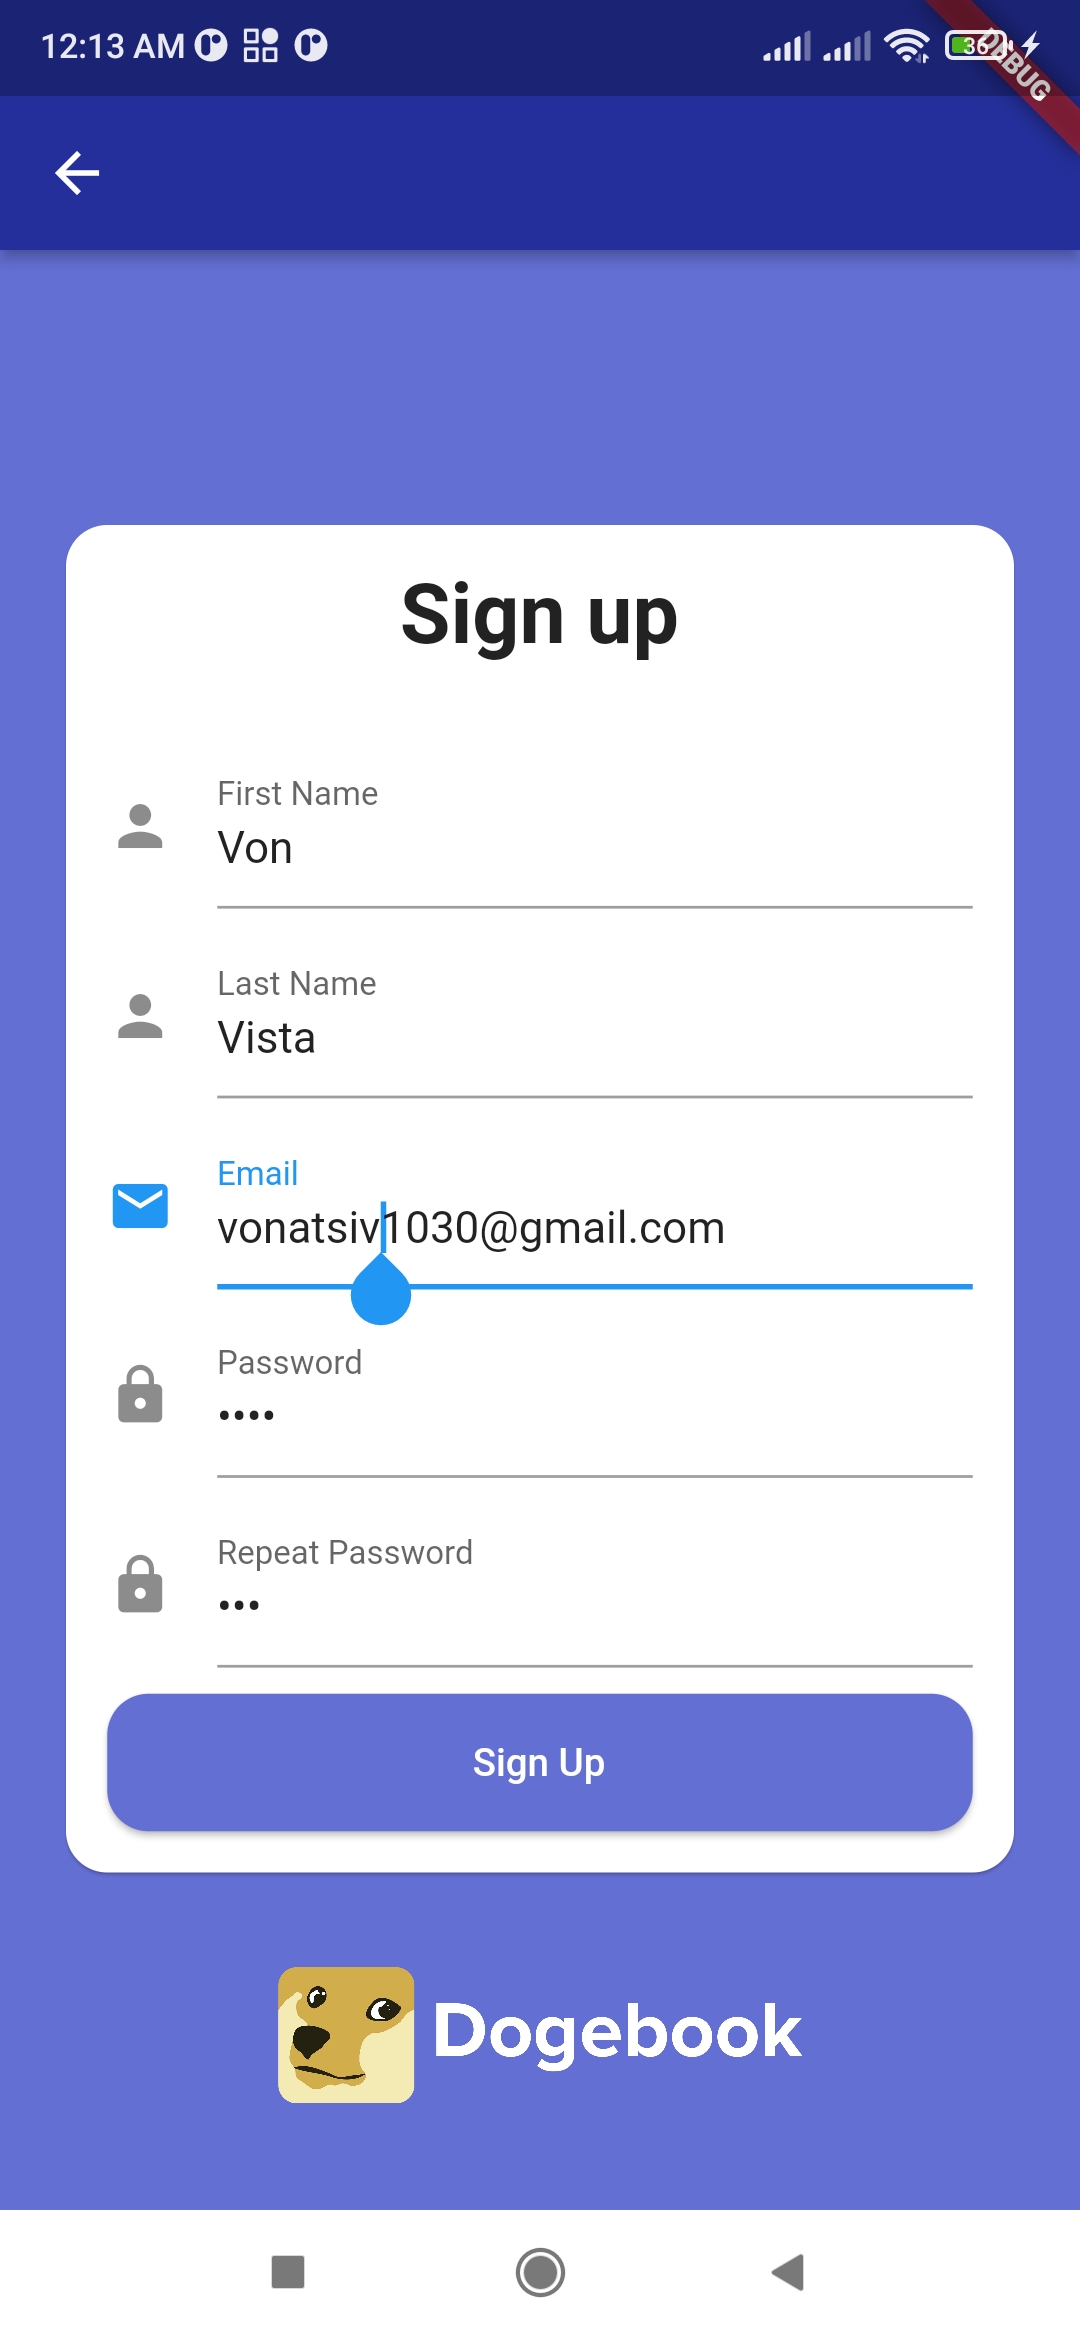 12:13 AM
36
DEBUG
Sign up
First Name
Von
Last Name
Vista
Email
vonatsiv1030@gmail.com
Password
••••
Repeat Password
•••
Sign Up
Dogebook